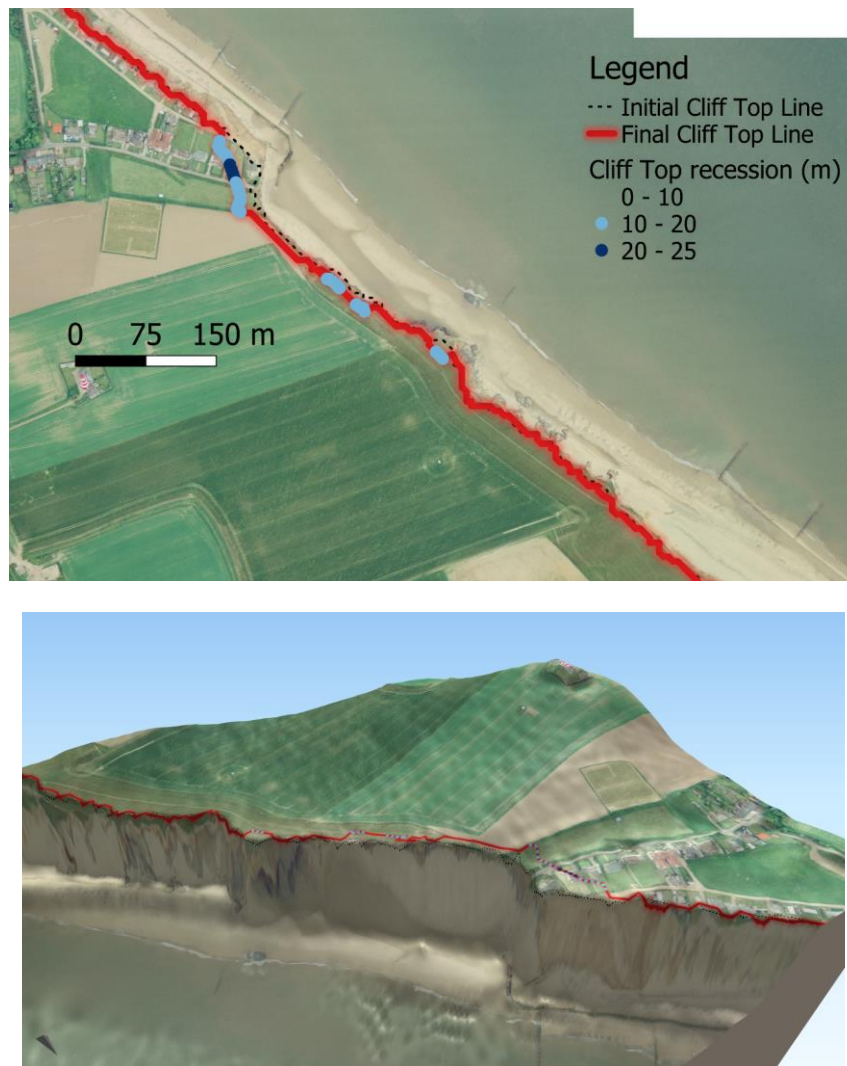 Legend
Initial Cliff Top Line
Final Cliff Top Line
Cliff Top recession (m)
0 - 10
10 - 20
20 - 25
0 75 150 m